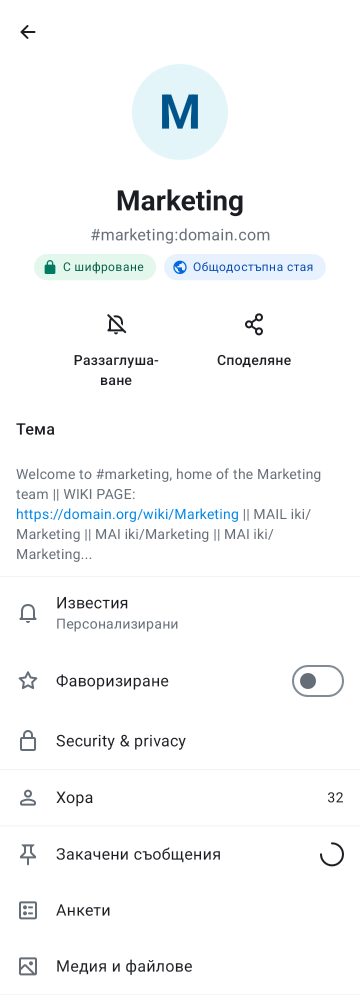 M
Marketing
#marketing:domain.com
С шифроване
Общодостъпна стая
Раззаглуша-
ване
Споделяне
Тема
Welcome to #marketing, home of the Marketing
team || WIKI PAGE:
https://domain.org/wiki/Marketing || MAIL iki/
Marketing || MAI iki/Marketing || MAI iki/
Marketing...
Известия
Персонализирани
Фаворизиране
Security & privacy
Хора
32
Закачени съобщения
Анкети
Медия и файлове